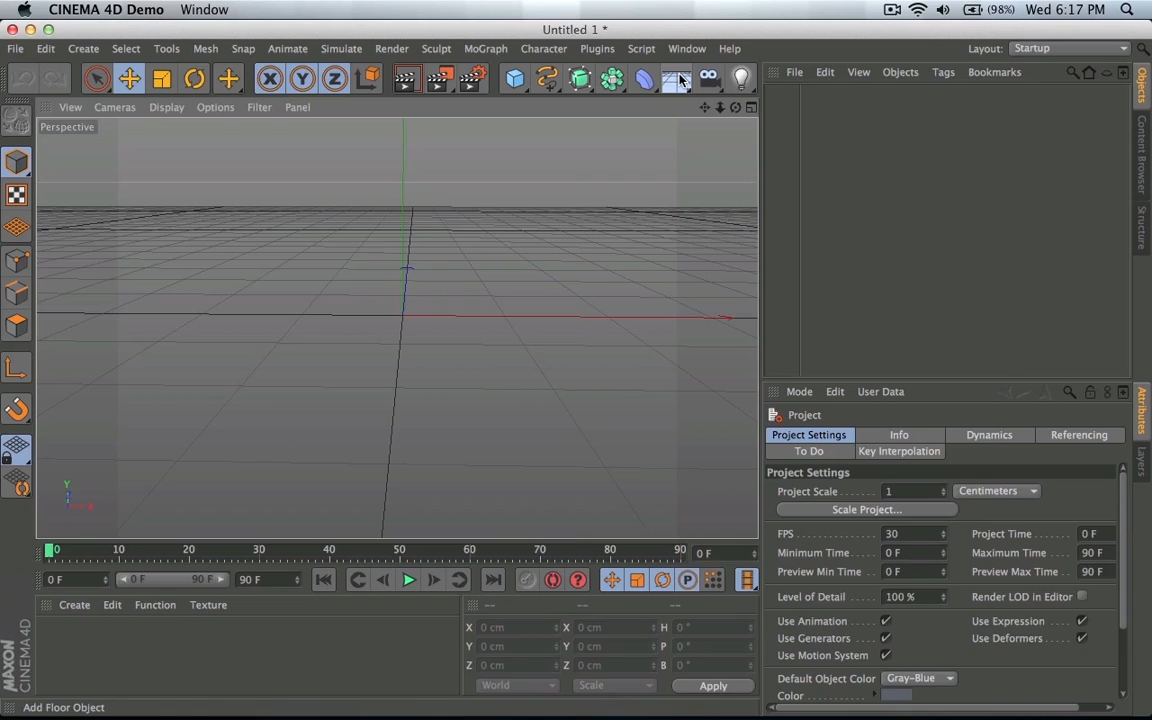 CINEMA 4D Demo Window (98%) Wed 6:17 PM
Untitled 1 *
File Edit Create Select Tools Mesh Snap Animate Simulate Render Sculpt MoGraph Character Plugins Script Window Help Layout: Startup
X Y Z
File Edit View Objects Tags Bookmarks
View Cameras Display Options Filter Panel
Perspective
Objects
Content Browser
Structure
Y
Mode Edit User Data
Project
Project Settings Info Dynamics Referencing
To Do Key Interpolation
Attributes
Layers
Project Settings
Project Scale 1 Centimeters
Scale Project...
FPS 30 Project Time 0 F
Minimum Time 0 F Maximum Time 90 F
Preview Min Time 0 F Preview Max Time 90 F
Level of Detail 100 % Render LOD in Editor
Use Animation Use Expression
Use Generators Use Deformers
Use Motion System
Default Object Color Gray-Blue
Color
0 10 20 30 40 50 60 70 80 90 0 F
0 F 0 F 90 F 90 F P
Create Edit Function Texture
-- -- --
X 0 cm X 0 cm H 0 °
Y 0 cm Y 0 cm P 0 °
Z 0 cm Z 0 cm B 0 °
World Scale Apply
MAXON CINEMA 4D
Add Floor Object